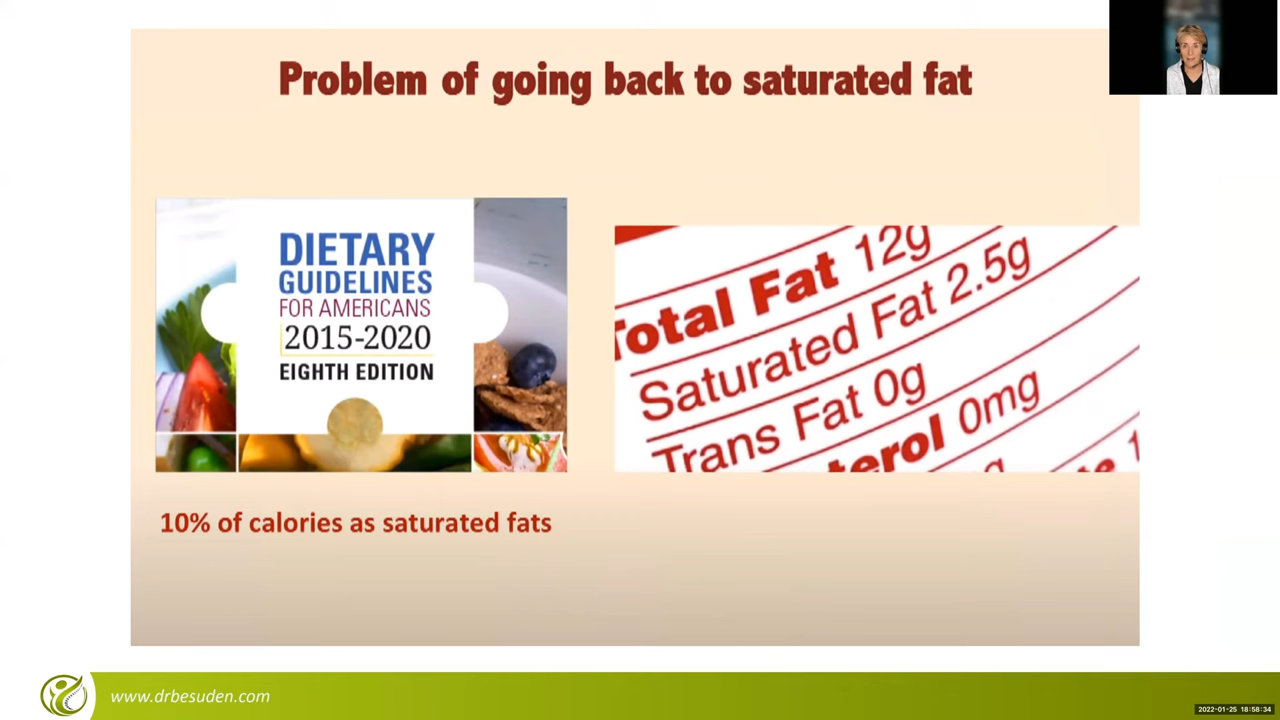 Problem of going back to saturated fat
DIETARY
GUIDELINES
FOR AMERICANS
2015-2020
EIGHTH EDITION
Total Fat 12g
Saturated Fat 2.5g
Trans Fat 0g
terol 0mg
10% of calories as saturated fats
www.drbesuden.com
2022-01-25 18:58:34